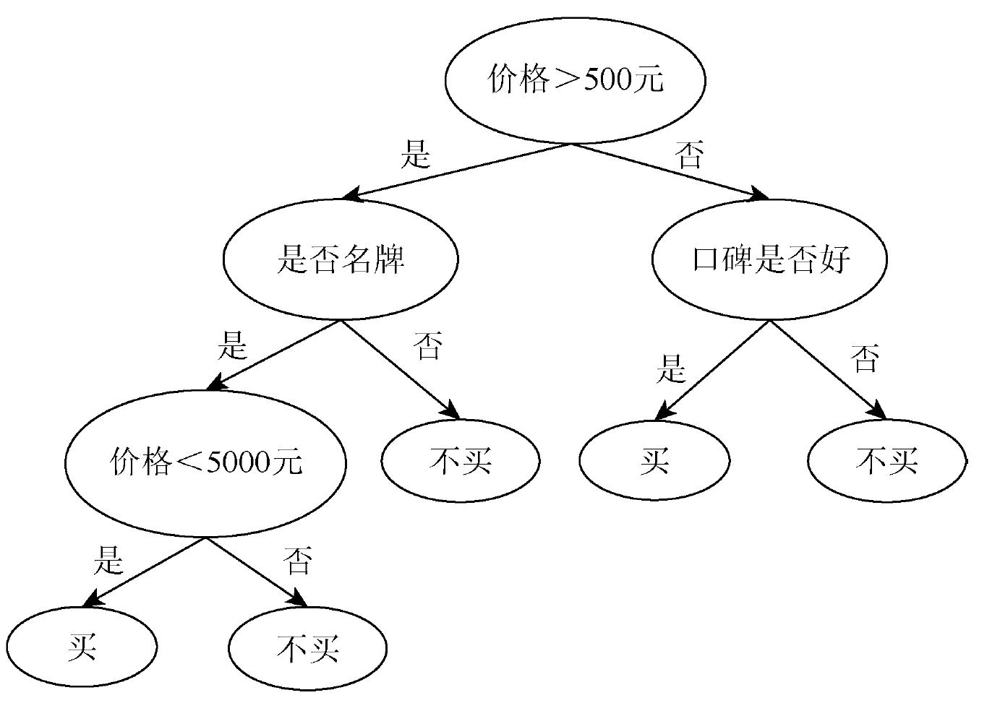 价格＞500元
是
否
是否名牌
口碑是否好
是
否
是
否
价格＜5000元
不买
买
不买
是
否
买
不买